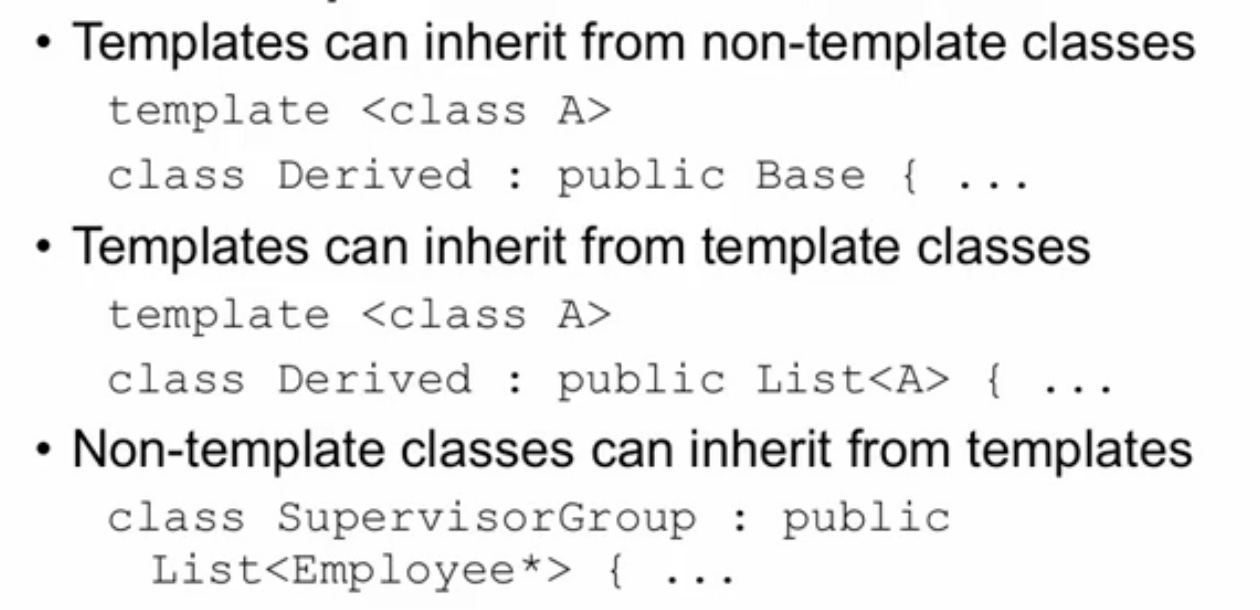 • Templates can inherit from non-template classes
template <class A>
class Derived : public Base { ...
• Templates can inherit from template classes
template <class A>
class Derived : public List<A> { ...
• Non-template classes can inherit from templates
class SupervisorGroup : public
List<Employee*> { ...